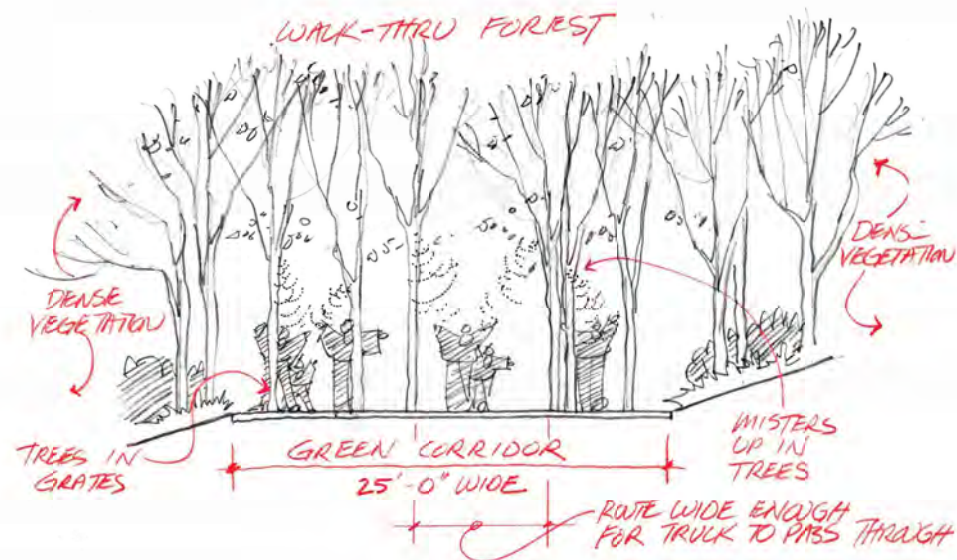 WALK-THRU FOREST
DENSE
VEGETATION
DENSE
VEGETATION
TREES IN
GRATES
GREEN CORRIDOR
25'-0" WIDE
MISTERS
UP IN
TREES
ROUTE WIDE ENOUGH
FOR TRUCK TO PASS THROUGH